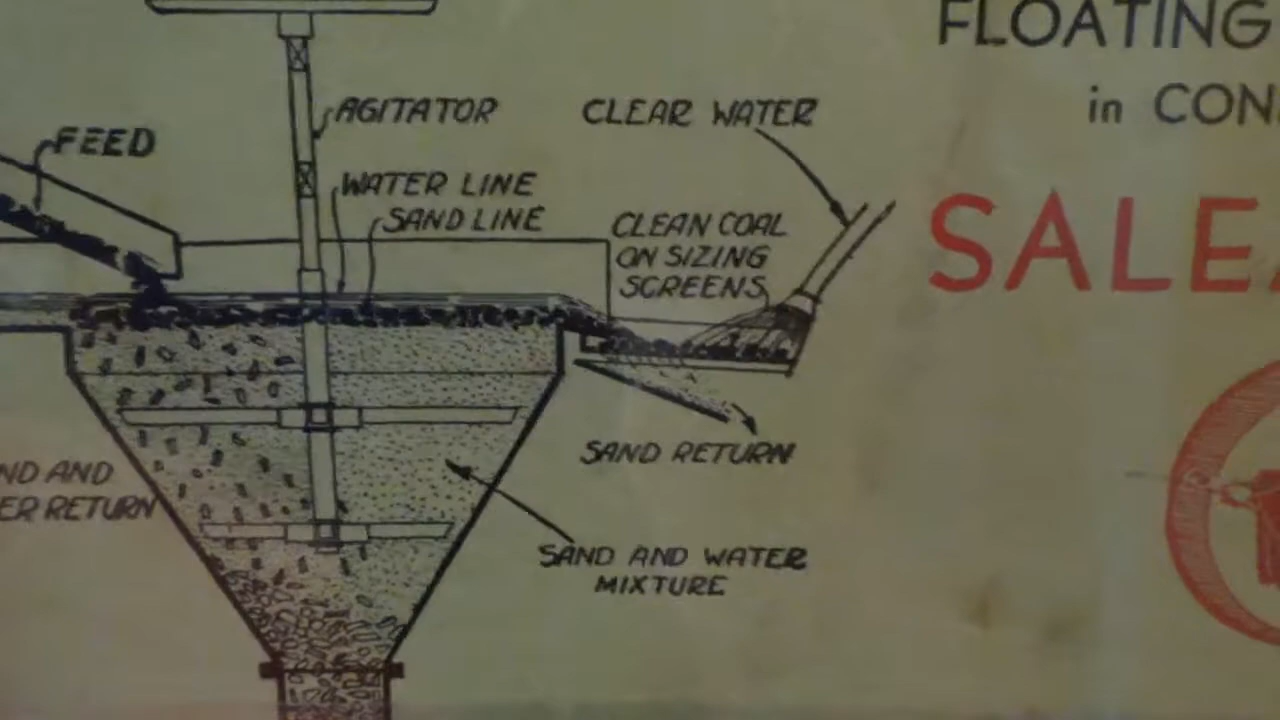 FLOATING
in CON
AGITATOR
CLEAR WATER
FEED
WATER LINE
SAND LINE
CLEAN COAL
ON SIZING
SCREENS
SALE
SAND RETURN
ND AND
ER RETURN
SAND AND WATER
MIXTURE